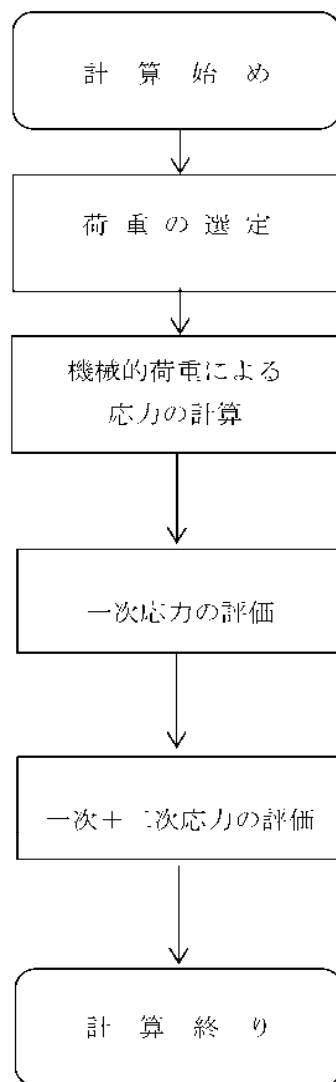 計算始め
荷重の選定
機械的荷重による
応力の計算
一次応力の評価
一次＋二次応力の評価
計算終り